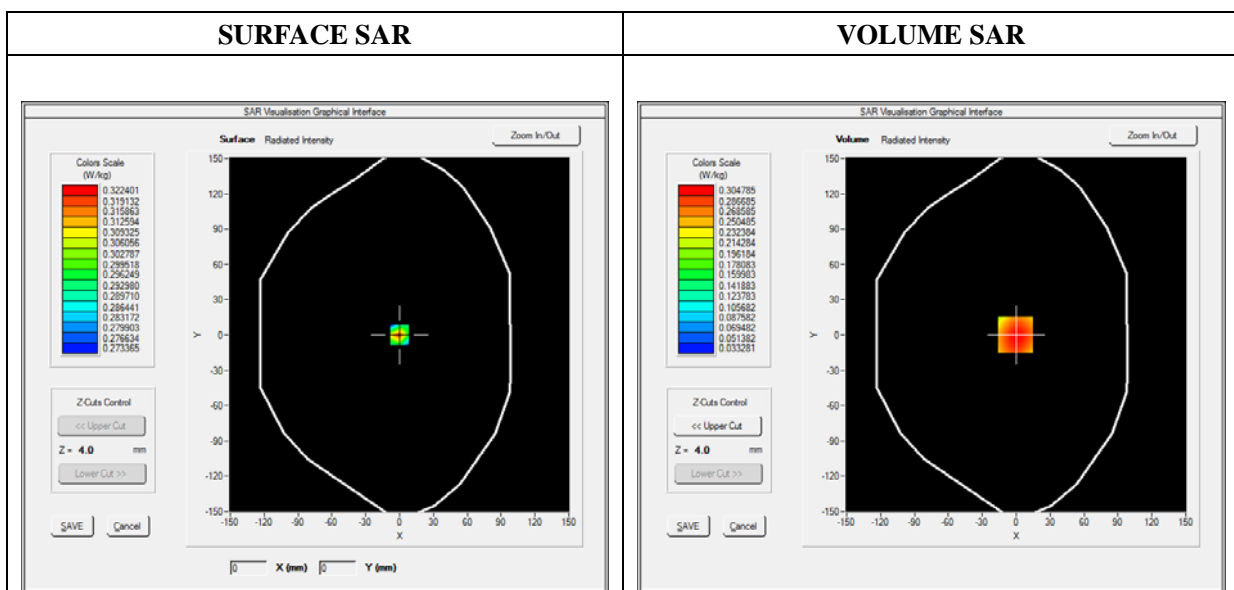 SURFACE SAR
VOLUME SAR
SAR Visualisation Graphical Interface
Surface Radiated Intensity
Zoom In/Out
Colors Scale
(W/kg)
0.322401
0.319132
0.315863
0.312594
0.309325
0.306056
0.302787
0.299518
0.296249
0.292980
0.289710
0.286441
0.283172
0.279903
0.276634
0.273365
Z-Cuts Control
<< Upper Cut
Z = 4.0 mm
Lower Cut >>
SAVE Cancel
150
120
90
60
30
0
-30
-60
-90
-120
-150
Y
-150 -120 -90 -60 -30 0 30 60 90 120 150
X
0 X (mm) 0 Y (mm)
SAR Visualisation Graphical Interface
Volume Radiated Intensity
Zoom In/Out
Colors Scale
(W/kg)
0.304785
0.286685
0.268585
0.250485
0.232384
0.214284
0.196184
0.178083
0.159983
0.141883
0.123783
0.105682
0.087582
0.069482
0.051382
0.033281
Z-Cuts Control
<< Upper Cut
Z = 4.0 mm
Lower Cut >>
SAVE Cancel
150
120
90
60
30
0
-30
-60
-90
-120
-150
Y
-150 -120 -90 -60 -30 0 30 60 90 120 150
X